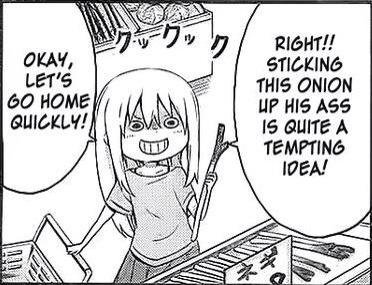 RIGHT!!
STICKING
THIS ONION
UP HIS ASS
IS QUITE A
TEMPTING
IDEA!
OKAY,
LET'S
GO HOME
QUICKLY!
クックック
ネギ